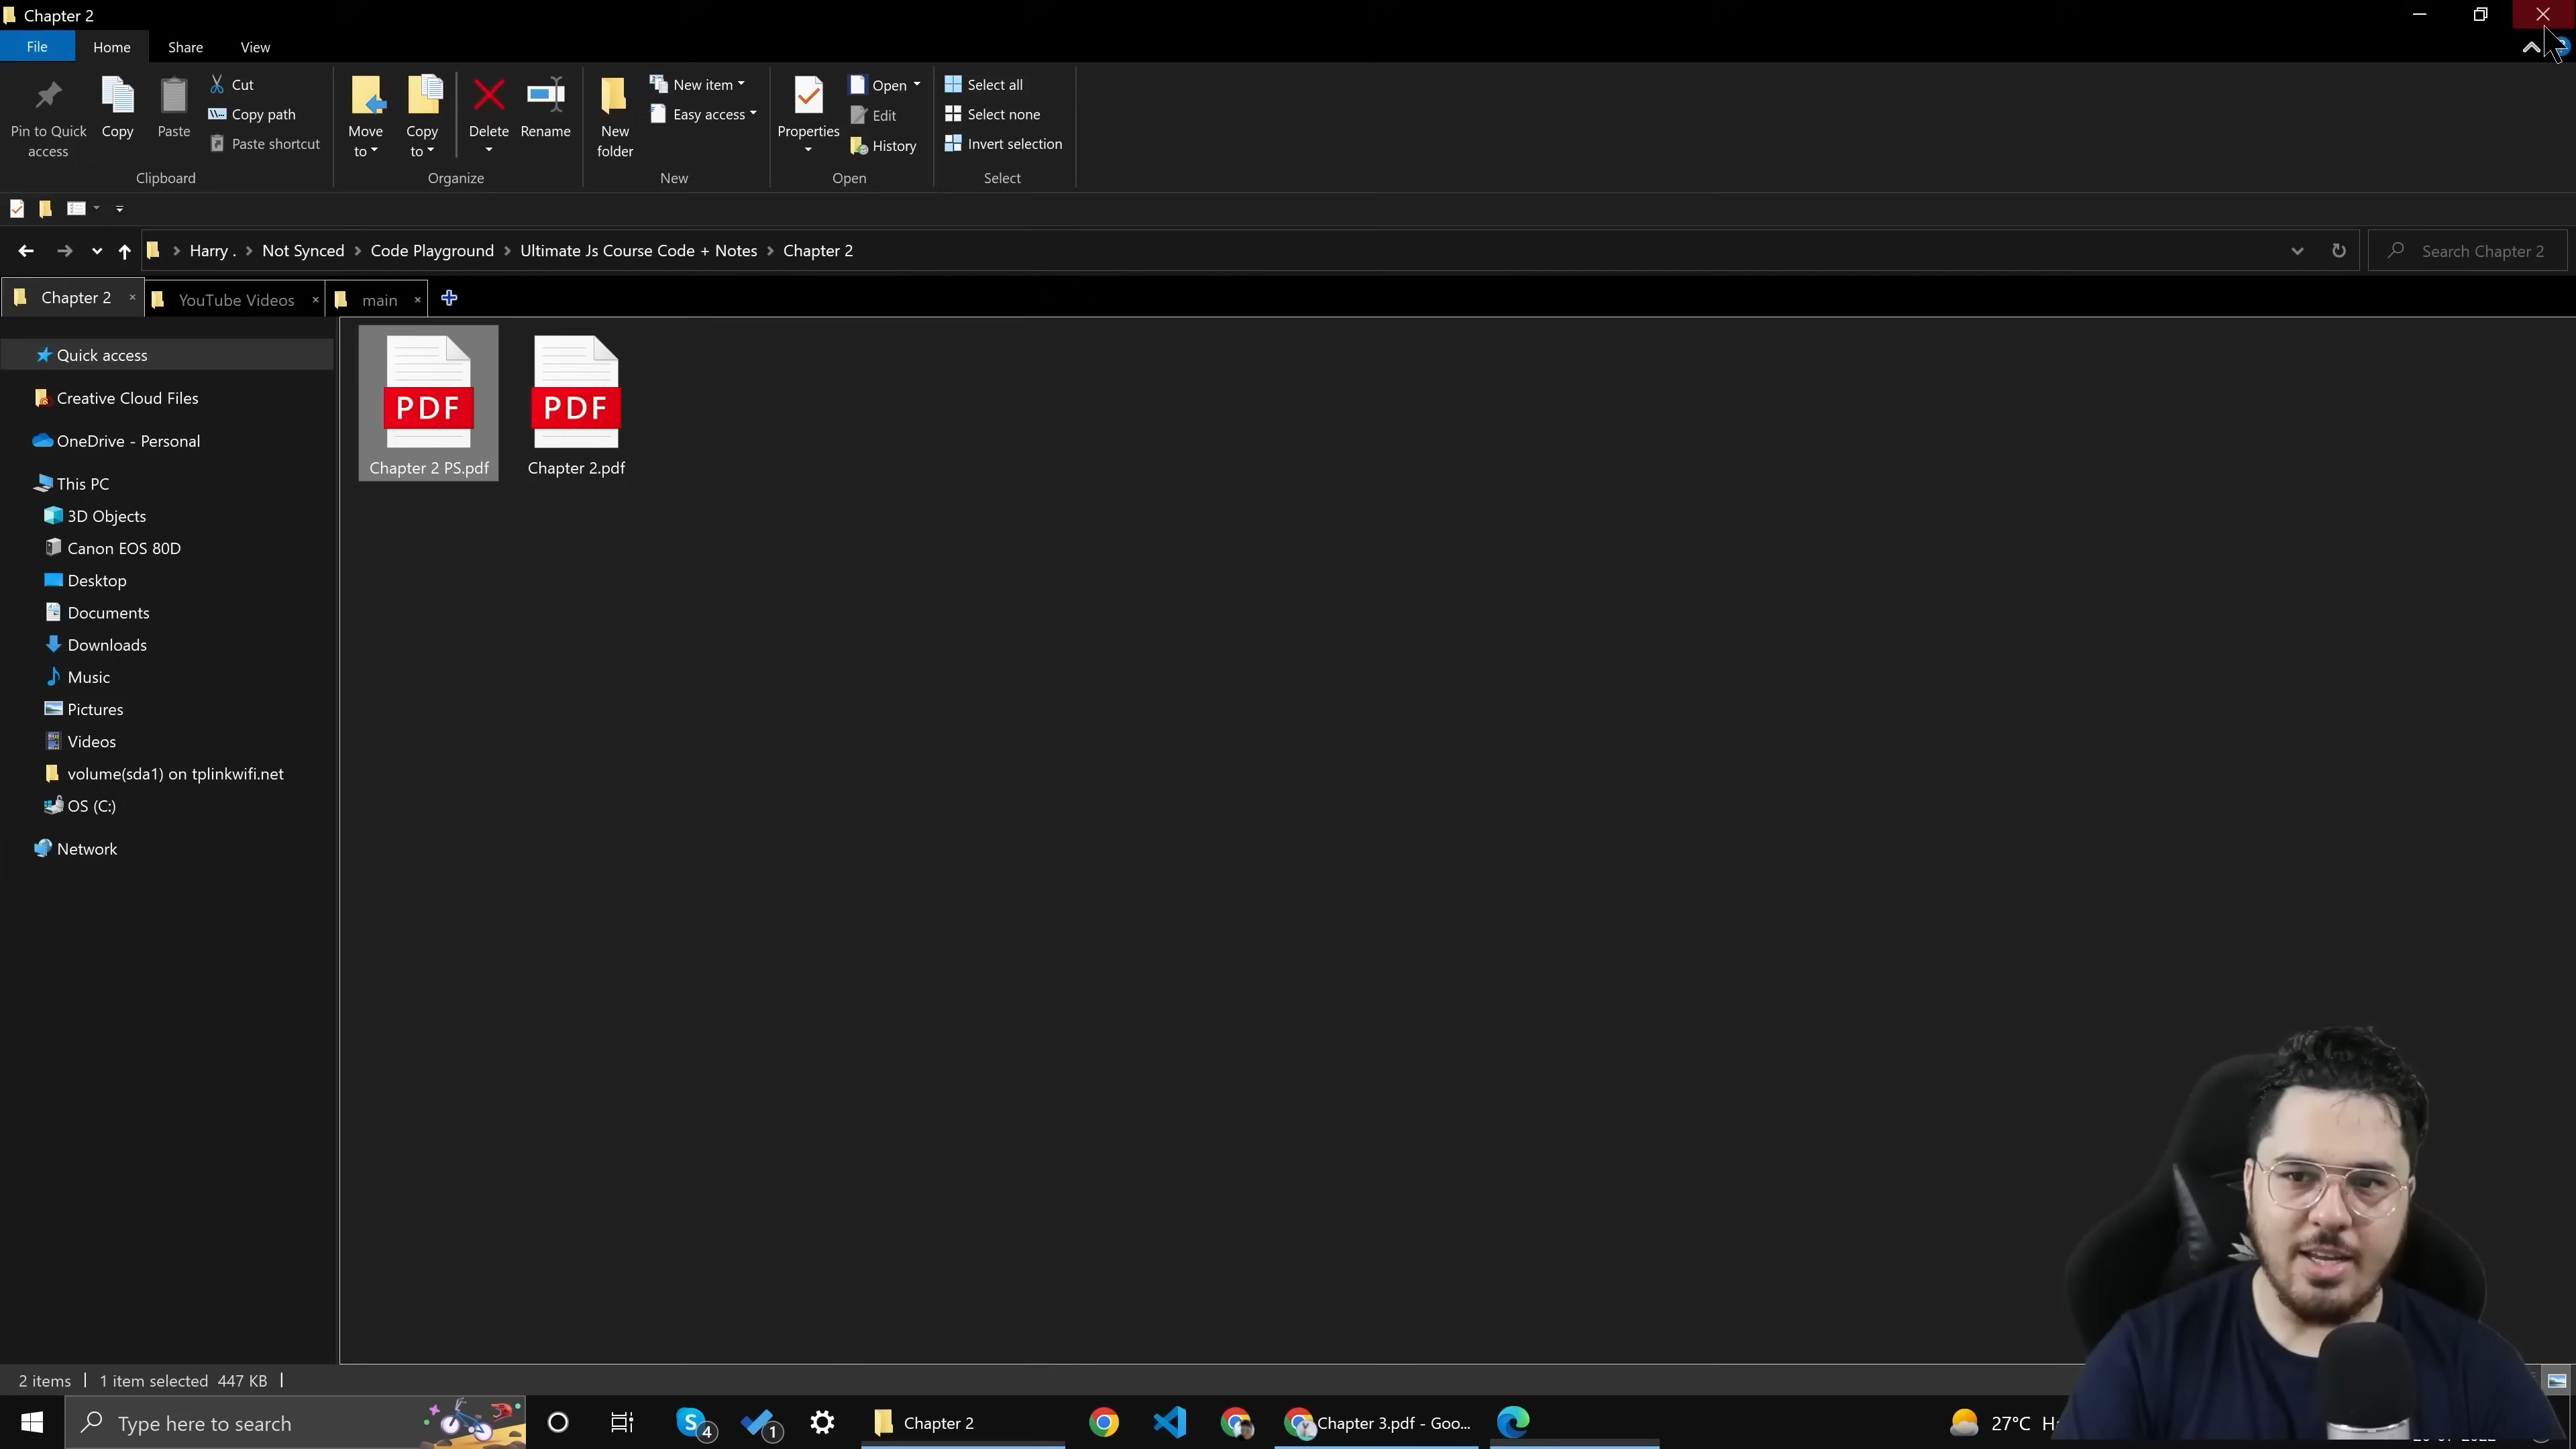 Chapter 2
File Home Share View
Pin to Quick access
Copy
Paste
Cut
Copy path
Paste shortcut
Clipboard
Move to
Copy to
Delete
Rename
Organize
New folder
New item
Easy access
New
Properties
Open
Edit
History
Open
Select all
Select none
Invert selection
Select
Harry . Not Synced Code Playground Ultimate Js Course Code + Notes Chapter 2
Search Chapter 2
Chapter 2 YouTube Videos main
Quick access
Creative Cloud Files
OneDrive - Personal
This PC
3D Objects
Canon EOS 80D
Desktop
Documents
Downloads
Music
Pictures
Videos
volume(sda1) on tplinkwifi.net
OS (C:)
Network
PDF
Chapter 2 PS.pdf
PDF
Chapter 2.pdf
2 items 1 item selected 447 KB
Type here to search
4
1
Chapter 2
Chapter 3.pdf - Goo...
27°C